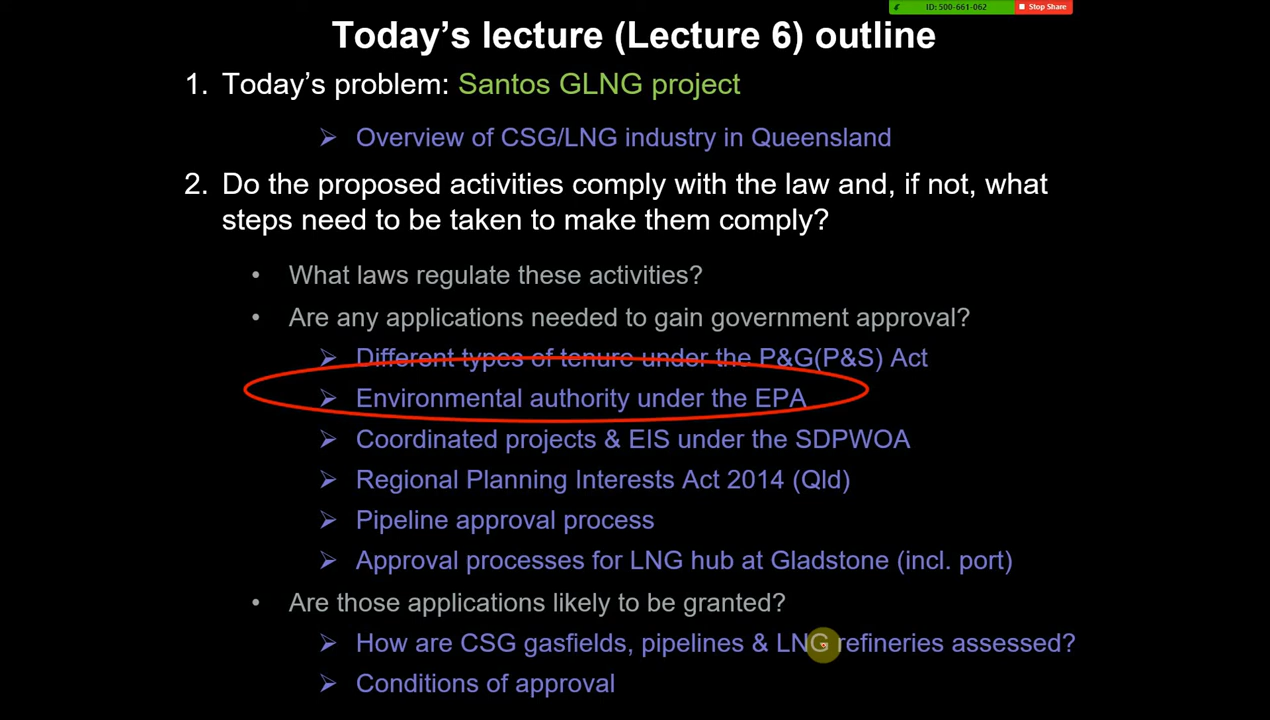 ID: 500-661-062 Stop Share
Today's lecture (Lecture 6) outline
1. Today's problem: Santos GLNG project
➢ Overview of CSG/LNG industry in Queensland
2. Do the proposed activities comply with the law and, if not, what
steps need to be taken to make them comply?
• What laws regulate these activities?
• Are any applications needed to gain government approval?
➢ Different types of tenure under the P&G(P&S) Act
➢ Environmental authority under the EPA
➢ Coordinated projects & EIS under the SDPWOA
➢ Regional Planning Interests Act 2014 (Qld)
➢ Pipeline approval process
➢ Approval processes for LNG hub at Gladstone (incl. port)
• Are those applications likely to be granted?
➢ How are CSG gasfields, pipelines & LNG refineries assessed?
➢ Conditions of approval